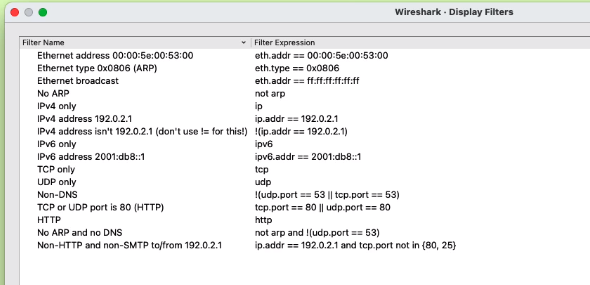 Wireshark · Display Filters
Filter Name Filter Expression
Ethernet address 00:00:5e:00:53:00 eth.addr == 00:00:5e:00:53:00
Ethernet type 0x0806 (ARP) eth.type == 0x0806
Ethernet broadcast eth.addr == ff:ff:ff:ff:ff:ff
No ARP not arp
IPv4 only ip
IPv4 address 192.0.2.1 ip.addr == 192.0.2.1
IPv4 address isn't 192.0.2.1 (don't use != for this!) !(ip.addr == 192.0.2.1)
IPv6 only ipv6
IPv6 address 2001:db8::1 ipv6.addr == 2001:db8::1
TCP only tcp
UDP only udp
Non-DNS !(udp.port == 53 || tcp.port == 53)
TCP or UDP port is 80 (HTTP) tcp.port == 80 || udp.port == 80
HTTP http
No ARP and no DNS not arp and !(udp.port == 53)
Non-HTTP and non-SMTP to/from 192.0.2.1 ip.addr == 192.0.2.1 and tcp.port not in {80, 25}